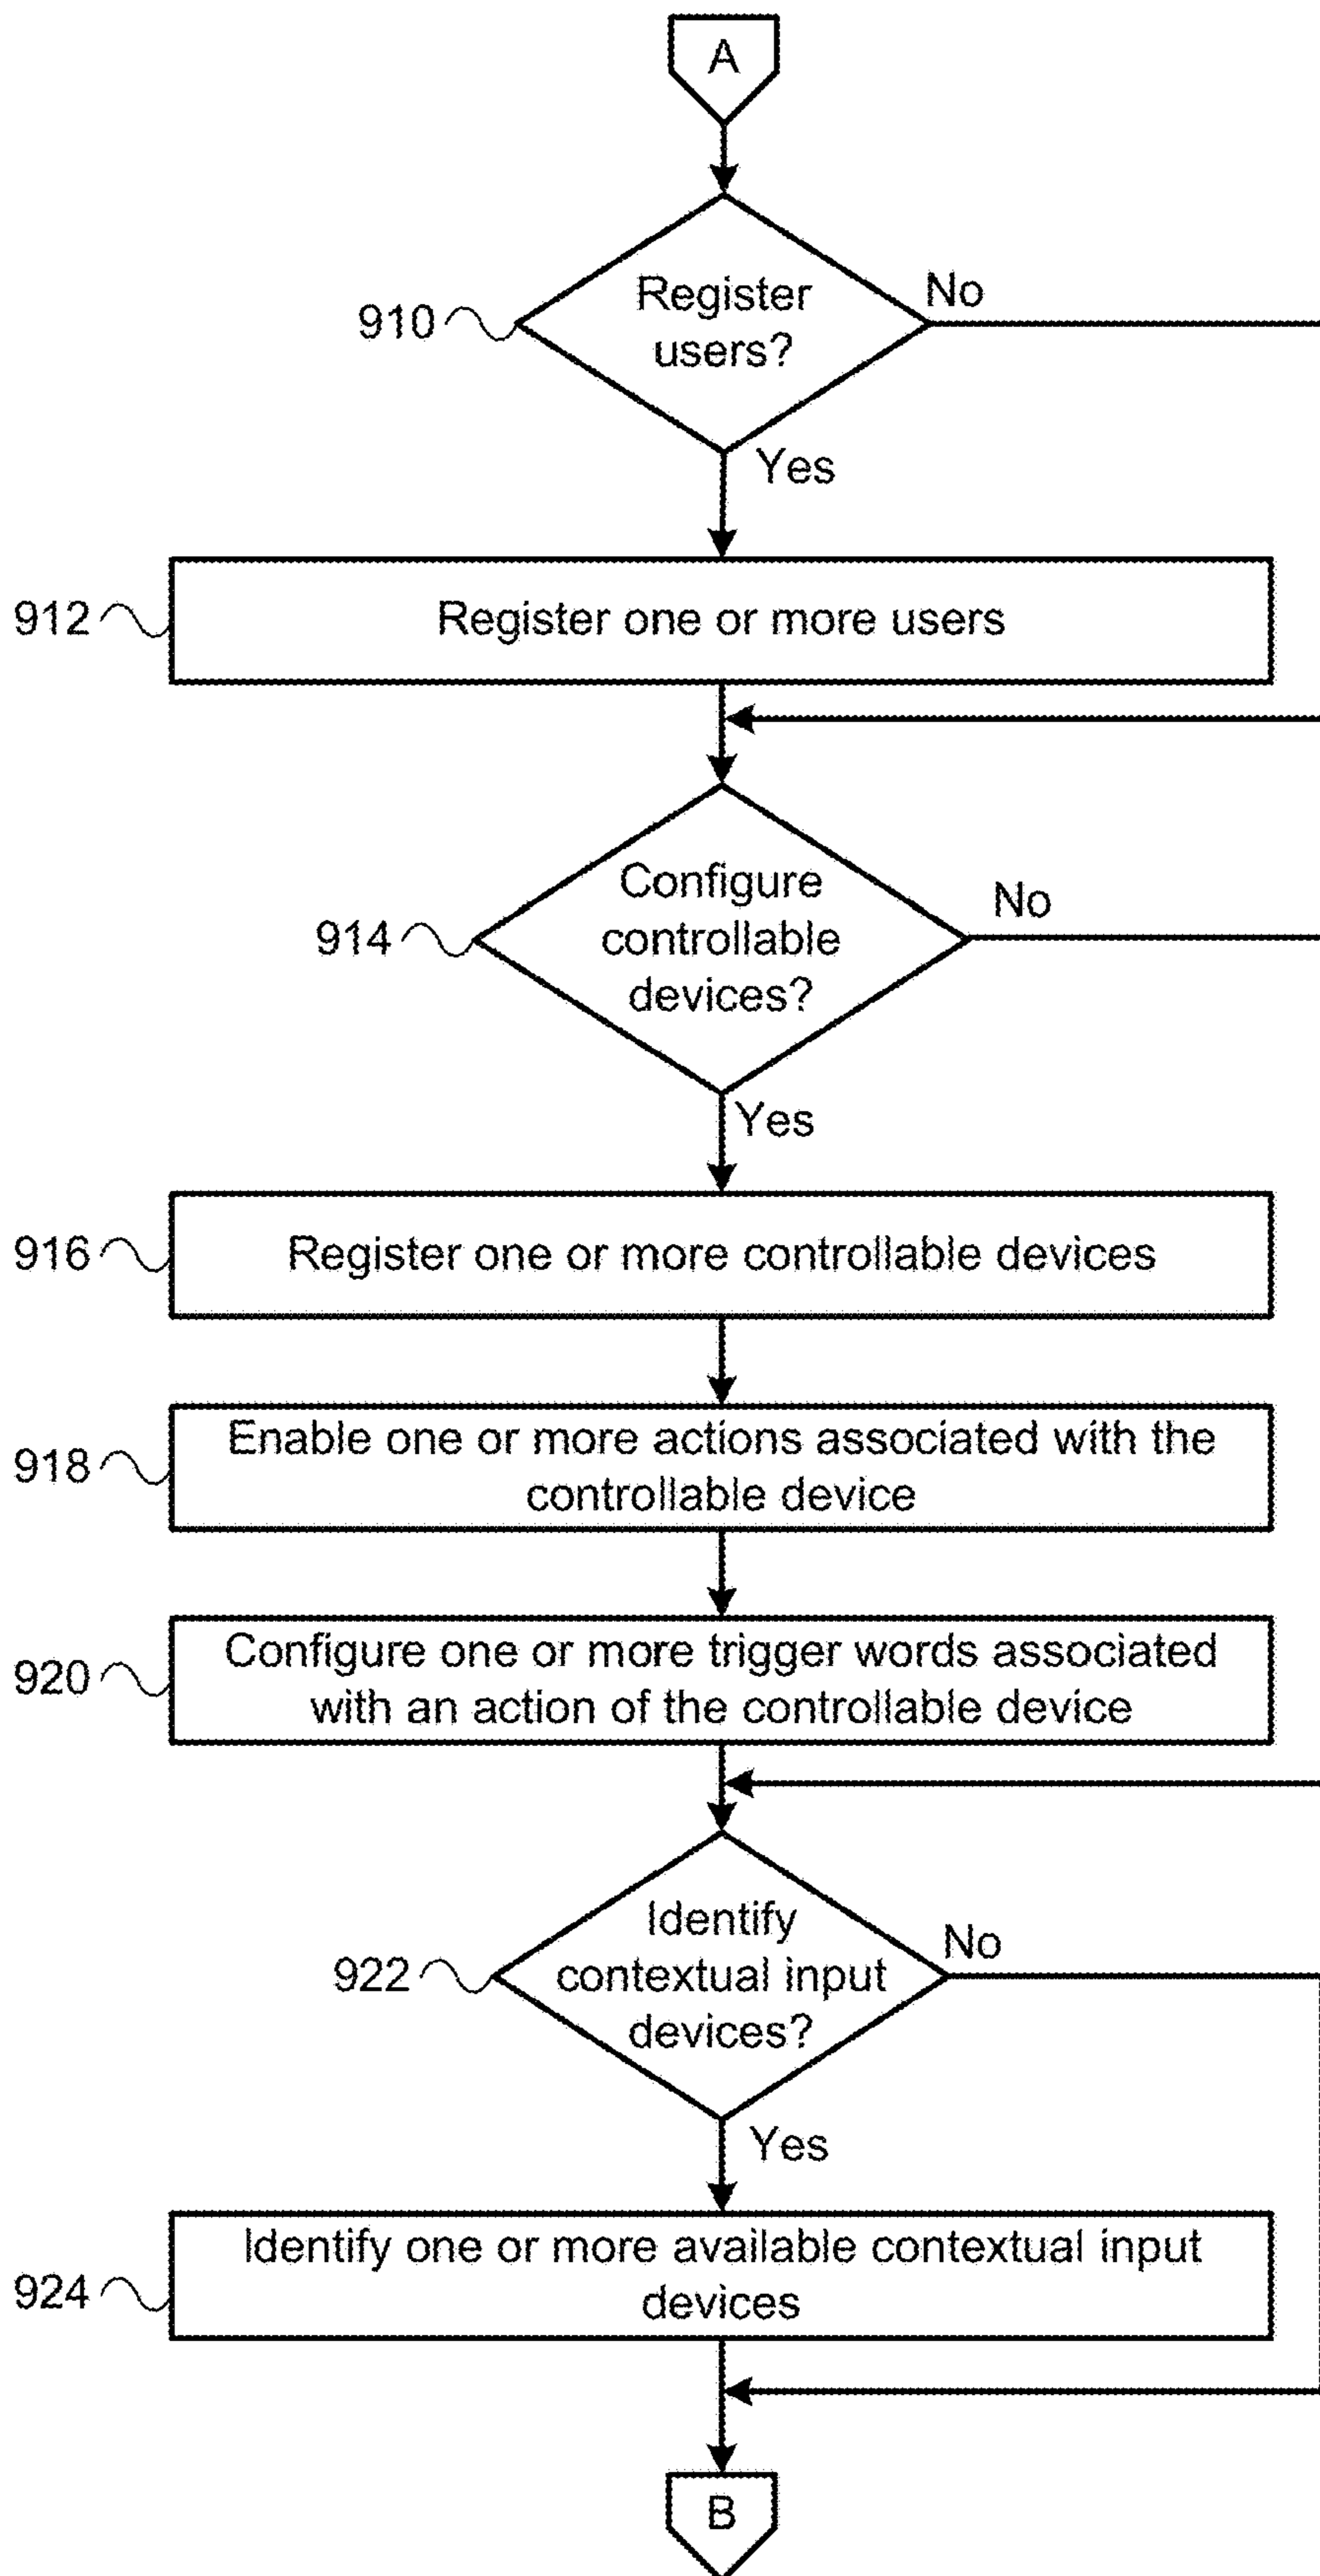 A
Register
users?
No
910
Yes
912
Register one or more users
Configure
controllable
devices?
No
914
Yes
916
Register one or more controllable devices
Enable one or more actions associated with the
controllable device
918
Configure one or more trigger words associated
with an action of the controllable device
920
Identify
contextual input
devices?
No
922
Yes
Identify one or more available contextual input
devices
924
B